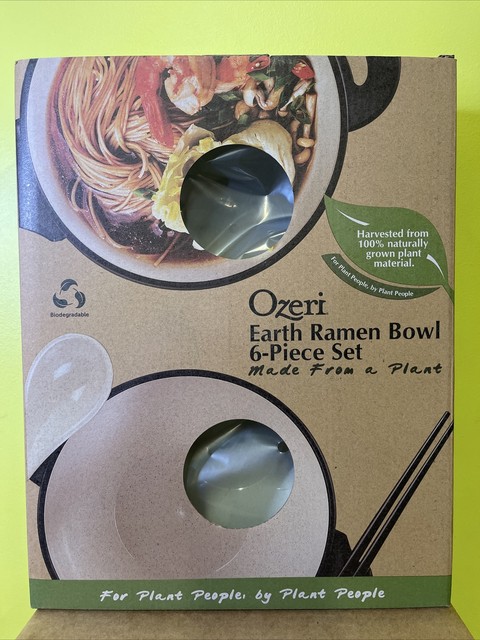 Harvested from
100% naturally
grown plant
material.
For Plant People, by Plant People
Biodegradable
Ozeri
Earth Ramen Bowl
6-Piece Set
Made From a Plant
For Plant People, by Plant People